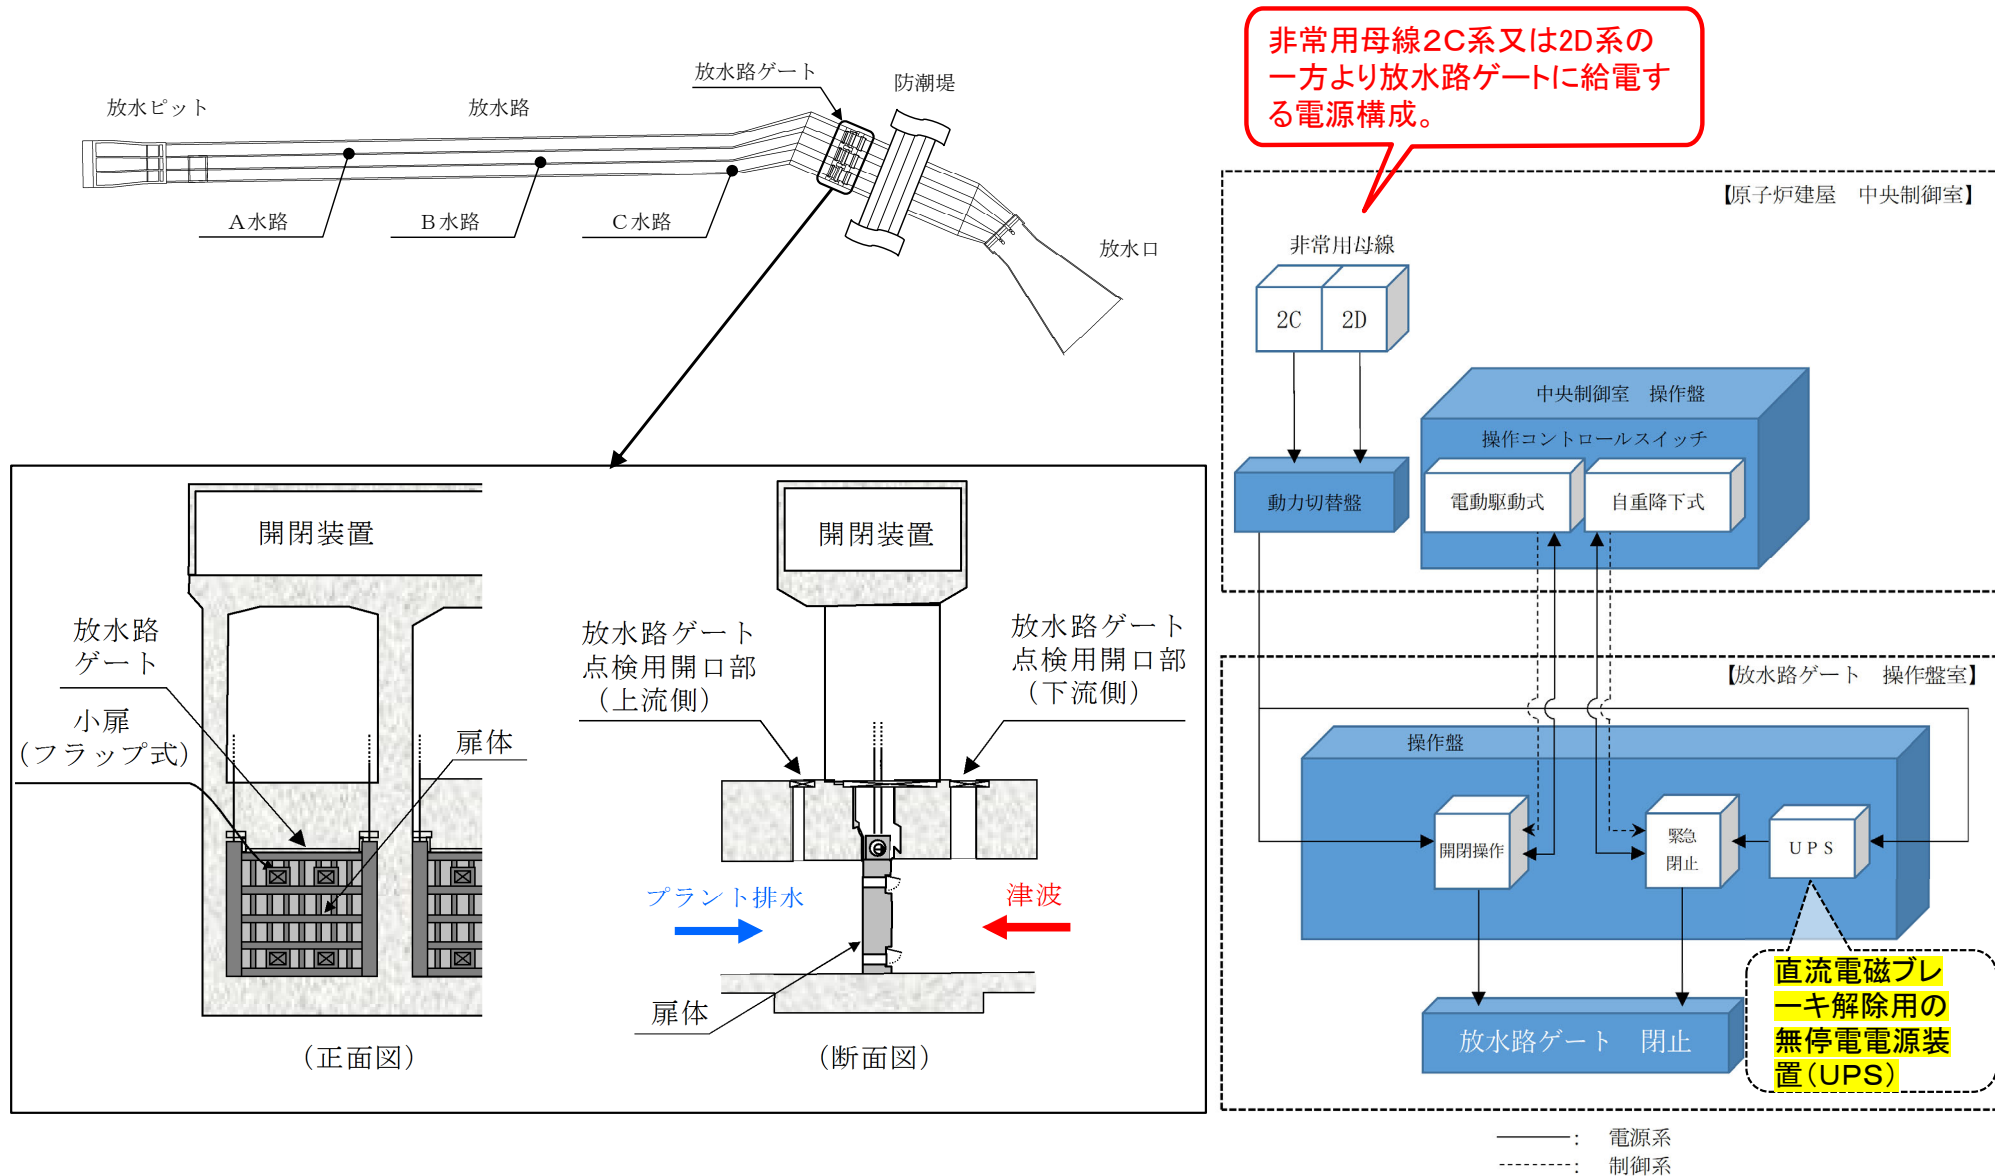 非常用母線2C系又は2D系の
一方より放水路ゲートに給電す
る電源構成。
放水路ゲート
防潮堤
放水ピット
放水路
A水路
B水路
C水路
放水口
【原子炉建屋　中央制御室】
非常用母線
2C
2D
中央制御室　操作盤
操作コントロールスイッチ
動力切替盤
電動駆動式
自重降下式
開閉装置
開閉装置
放水路
ゲート
小扉
（フラップ式）
扉体
放水路ゲート
点検用開口部
（上流側）
放水路ゲート
点検用開口部
（下流側）
プラント排水
津波
扉体
（正面図）
（断面図）
【放水路ゲート　操作盤室】
操作盤
開閉操作
緊急
閉止
UPS
直流電磁ブレ
ーキ解除用の
無停電電源装
置（UPS）
放水路ゲート　閉止
：　電源系
：　制御系